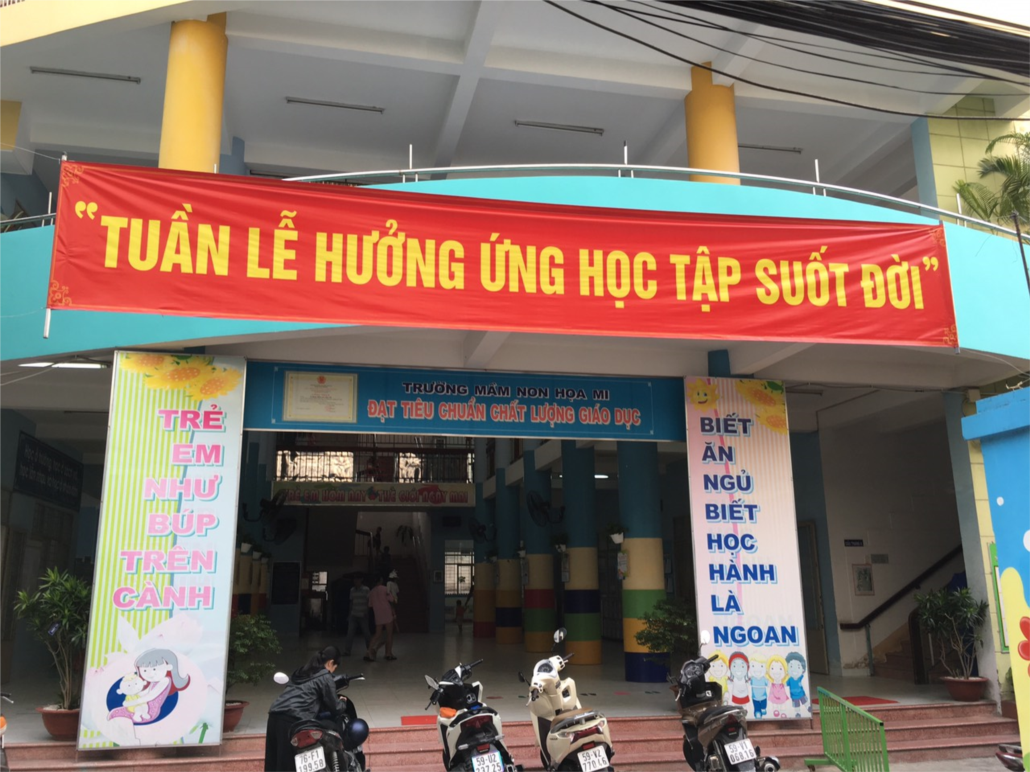 “TUẦN LỄ HƯỞNG ỨNG HỌC TẬP SUỐT ĐỜI”
TRƯỜNG MẦM NON HỌA MI
ĐẠT TIÊU CHUẨN CHẤT LƯỢNG GIÁO DỤC
TRẺ
EM
NHƯ
BÚP
TRÊN
CÀNH
BIẾT
ĂN
NGỦ
BIẾT
HỌC
HÀNH
LÀ
NGOAN